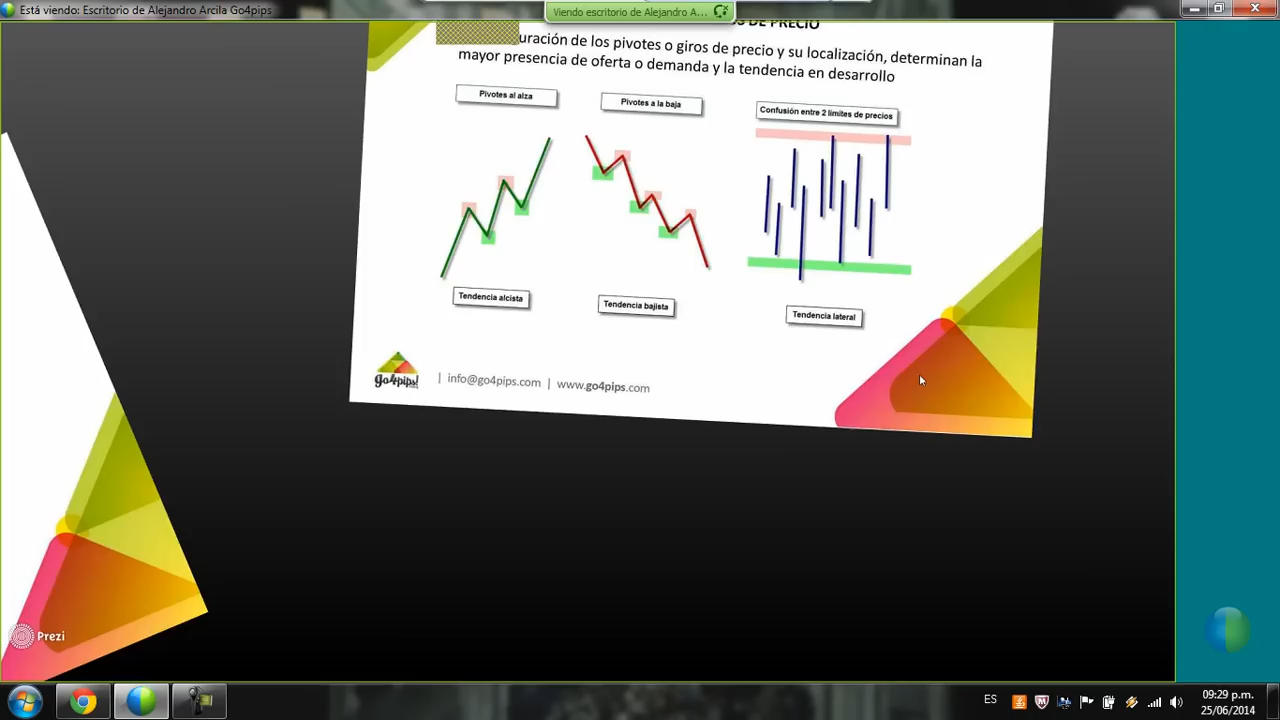 Está viendo: Escritorio de Alejandro Arcila Go4pips
Viendo escritorio de Alejandro A...
DE PRECIO
uración de los pivotes o giros de precio y su localización, determinan la
mayor presencia de oferta o demanda y la tendencia en desarrollo
Pivotes al alza
Pivotes a la baja
Confusión entre 2 límites de precios
Tendencia alcista
Tendencia bajista
Tendencia lateral
go4pips!
| info@go4pips.com | www.go4pips.com
Prezi
ES
09:29 p.m.
25/06/2014